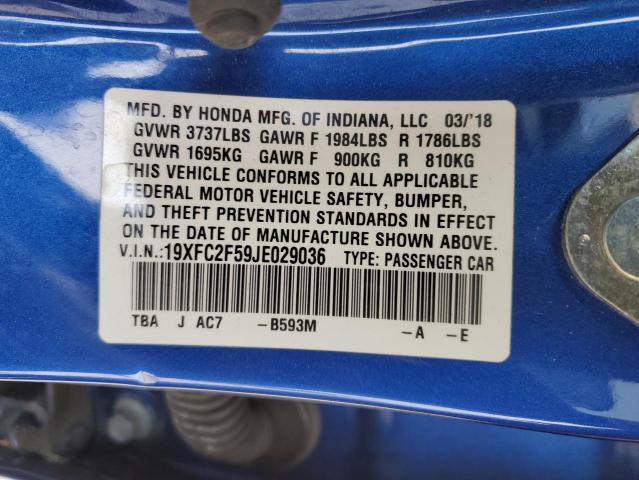 MFD. BY HONDA MFG. OF INDIANA, LLC 03/'18
GVWR 3737LBS GAWR F 1984LBS R 1786LBS
GVWR 1695KG GAWR F 900KG R 810KG
THIS VEHICLE CONFORMS TO ALL APPLICABLE
FEDERAL MOTOR VEHICLE SAFETY, BUMPER,
AND THEFT PREVENTION STANDARDS IN EFFECT
ON THE DATE OF MANUFACTURE SHOWN ABOVE.
V.I.N.:19XFC2F59JE029036 TYPE: PASSENGER CAR
TBA J AC7 -B593M -A -E